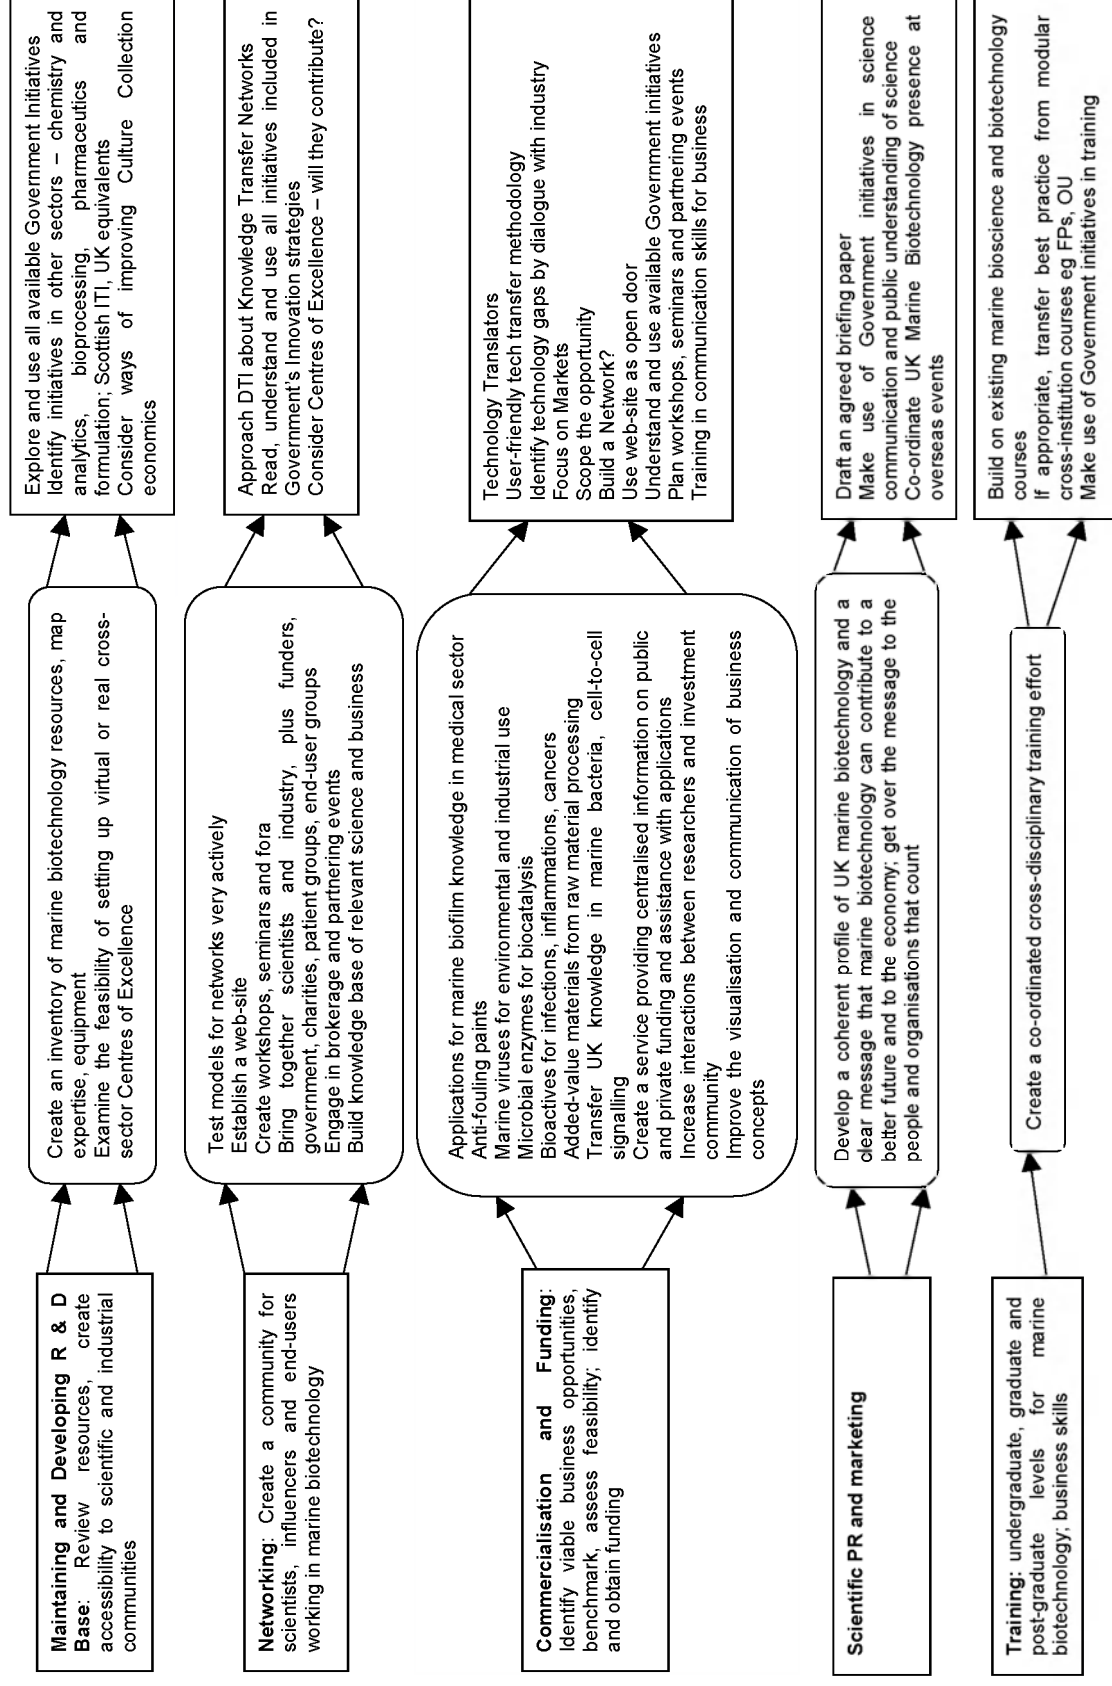 Maintaining and Developing R & D
Base: Review resources, create
accessibility to scientific and industrial
communities
Create an inventory of marine biotechnology resources, map
expertise, equipment
Examine the feasibility of setting up virtual or real cross-
sector Centres of Excellence
Explore and use all available Government Initiatives
Identify initiatives in other sectors – chemistry and
analytics, bioprocessing, pharmaceutics and
formulation; Scottish ITI, UK equivalents
Consider ways of improving Culture Collection
economics
Networking: Create a community for
scientists, influencers and end-users
working in marine biotechnology
Test models for networks very actively
Establish a web-site
Create workshops, seminars and fora
Bring together scientists and industry, plus funders,
government, charities, patient groups, end-user groups
Engage in brokerage and partnering events
Build knowledge base of relevant science and business
Approach DTI about Knowledge Transfer Networks
Read, understand and use all initiatives included in
Government's Innovation strategies
Consider Centres of Excellence – will they contribute?
Commercialisation and Funding:
Identify viable business opportunities,
benchmark, assess feasibility; identify
and obtain funding
Applications for marine biofilm knowledge in medical sector
Anti-fouling paints
Marine viruses for environmental and industrial use
Microbial enzymes for biocatalysis
Bioactives for infections, inflammations, cancers
Added-value materials from raw material processing
Transfer UK knowledge in marine bacteria, cell-to-cell
signalling
Create a service providing centralised information on public
and private funding and assistance with applications
Increase interactions between researchers and investment
community
Improve the visualisation and communication of business
concepts
Technology Translators
User-friendly tech transfer methodology
Identify technology gaps by dialogue with industry
Focus on Markets
Scope the opportunity
Build a Network?
Use web-site as open door
Understand and use available Government initiatives
Plan workshops, seminars and partnering events
Training in communication skills for business
Scientific PR and marketing
Develop a coherent profile of UK marine biotechnology and a
clear message that marine biotechnology can contribute to a
better future and to the economy; get over the message to the
people and organisations that count
Draft an agreed briefing paper
Make use of Government initiatives in science
communication and public understanding of science
Co-ordinate UK Marine Biotechnology presence at
overseas events
Training: undergraduate, graduate and
post-graduate levels for marine
biotechnology; business skills
Create a co-ordinated cross-disciplinary training effort
Build on existing marine bioscience and biotechnology
courses
If appropriate, transfer best practice from modular
cross-institution courses eg FPs, OU
Make use of Government initiatives in training